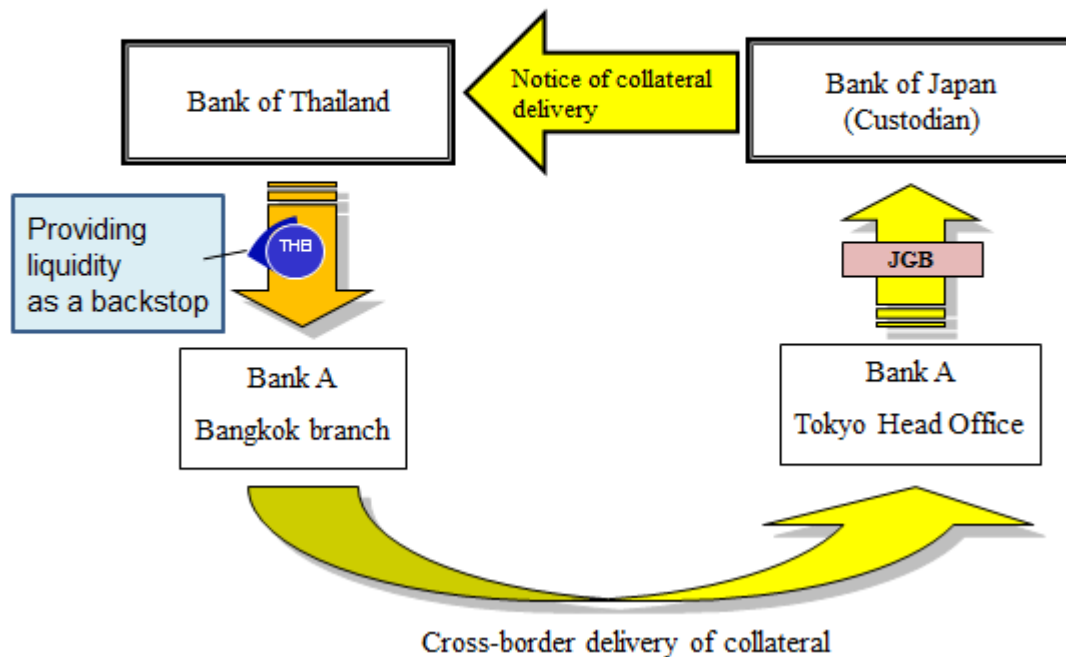 Bank of Thailand
Notice of collateral
delivery
Bank of Japan
(Custodian)
Providing
liquidity
as a backstop
THB
JGB
Bank A
Bangkok branch
Bank A
Tokyo Head Office
Cross-border delivery of collateral